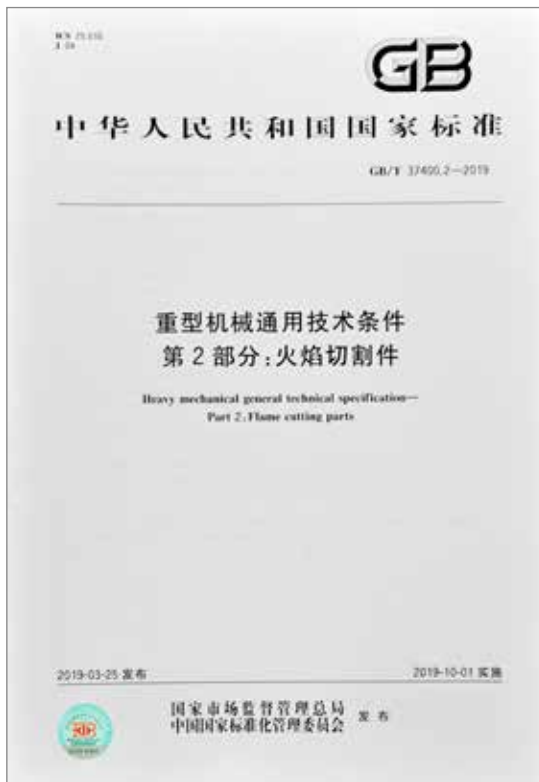 GB
中华人民共和国国家标准
GB/T 37400.2—2019
重型机械通用技术条件
第2部分:火焰切割件
Heavy mechanical general technical specification—
Part 2:Flame cutting parts
2019-03-25 发布
2019-10-01 实施
国家市场监督管理总局
中国国家标准化管理委员会
发布